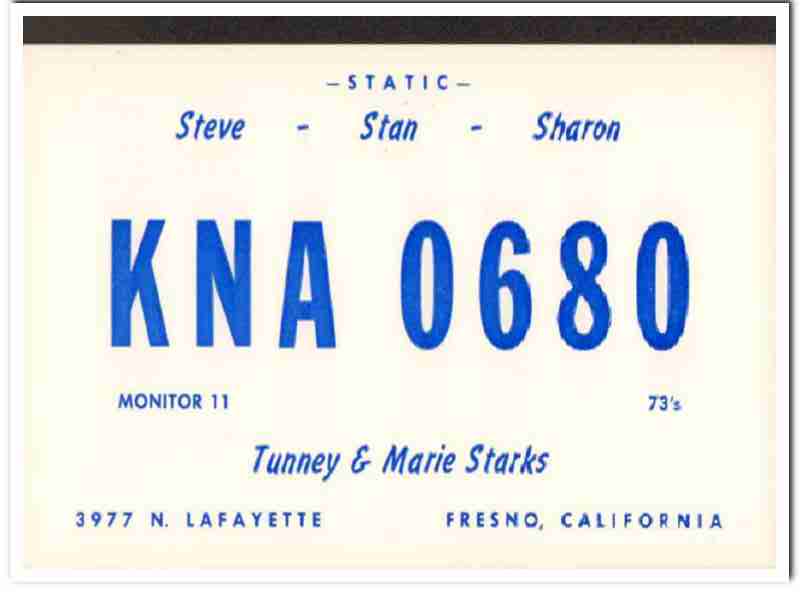 –STATIC–
Steve - Stan - Sharon
KNA 0680
MONITOR 11 73's
Tunney & Marie Starks
3977 N. LAFAYETTE FRESNO, CALIFORNIA